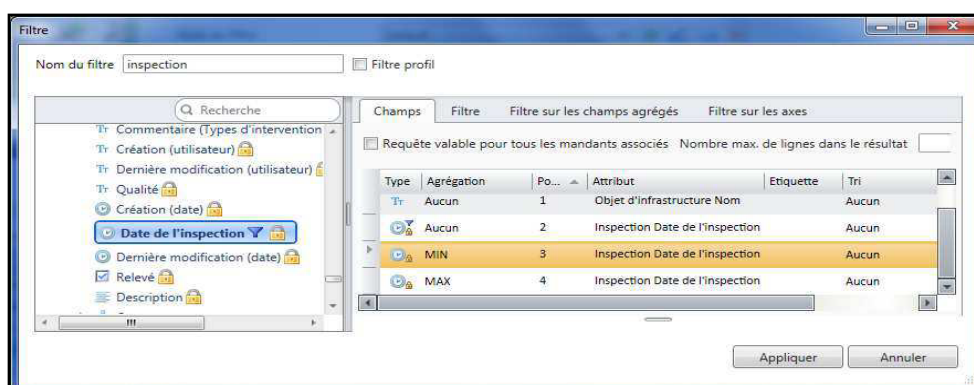 Filtre
Nom du filtre inspection Filtre profil
Recherche
Commentaire (Types d'intervention
Création (utilisateur)
Dernière modification (utilisateur)
Qualité
Création (date)
Date de l'inspection
Dernière modification (date)
Relevé
Description
Champs Filtre Filtre sur les champs agrégés Filtre sur les axes
Requête valable pour tous les mandants associés Nombre max. de lignes dans le résultat
Type Agrégation Po... Attribut Etiquette Tri
Tr Aucun 1 Objet d'infrastructure Nom Aucun
Aucun 2 Inspection Date de l'inspection Aucun
MIN 3 Inspection Date de l'inspection Aucun
MAX 4 Inspection Date de l'inspection Aucun
Appliquer Annuler